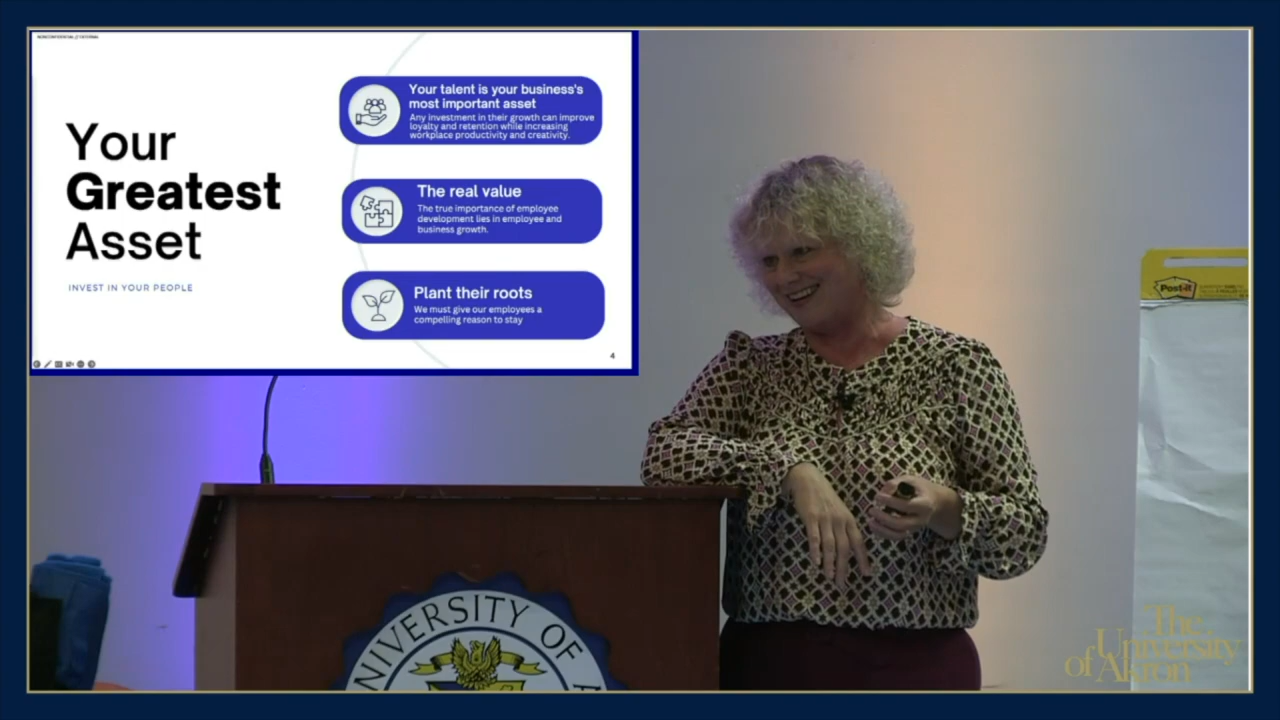 Your
Greatest
Asset
INVEST IN YOUR PEOPLE
Your talent is your business's
most important asset
Any investment in their growth can improve
loyalty and retention while increasing
workplace productivity and creativity.
The real value
The true importance of employee
development lies in employee and
business growth.
Plant their roots
We must give our employees a
compelling reason to stay
4
Post-it
UNIVERSITY OF A
The
University
of Akron